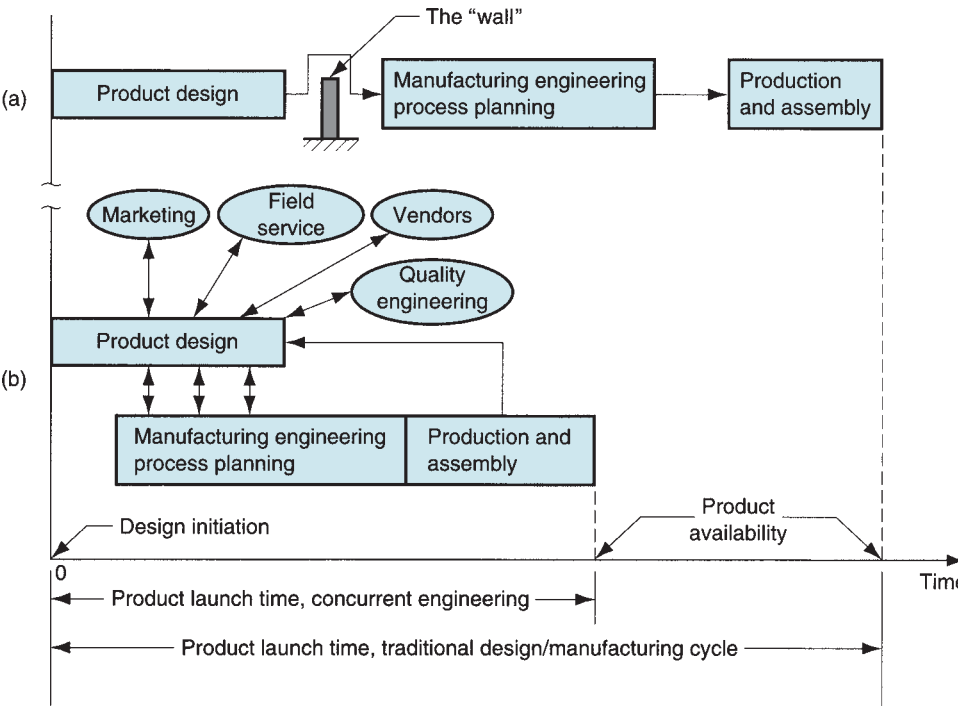 The “wall”
(a)
Product design
Manufacturing engineering
process planning
Production
and assembly
Marketing
Field
service
Vendors
Quality
engineering
Product design
(b)
Manufacturing engineering
process planning
Production and
assembly
Design initiation
Product
availability
0
Time
Product launch time, concurrent engineering
Product launch time, traditional design/manufacturing cycle